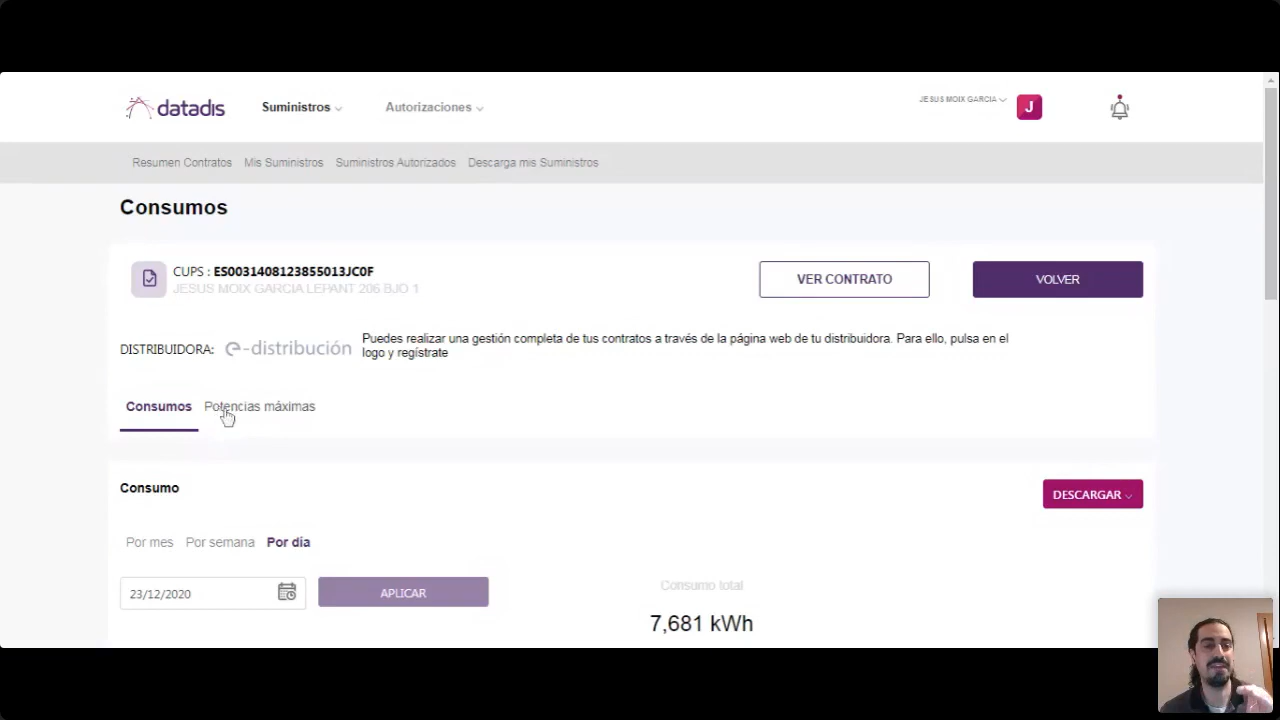 datadis
Suministros
Autorizaciones
JESUS MOIX GARCIA
J
Resumen Contratos Mis Suministros Suministros Autorizados Descarga mis Suministros
Consumos
CUPS : ES0031408123855013JC0F
JESUS MOIX GARCIA LEPANT 206 BJO 1
VER CONTRATO
VOLVER
DISTRIBUIDORA: e-distribución
Puedes realizar una gestión completa de tus contratos a través de la página web de tu distribuidora. Para ello, pulsa en el
logo y regístrate
Consumos Potencias máximas
Consumo
DESCARGAR
Por mes Por semana Por día
23/12/2020
APLICAR
Consumo total
7,681 kWh